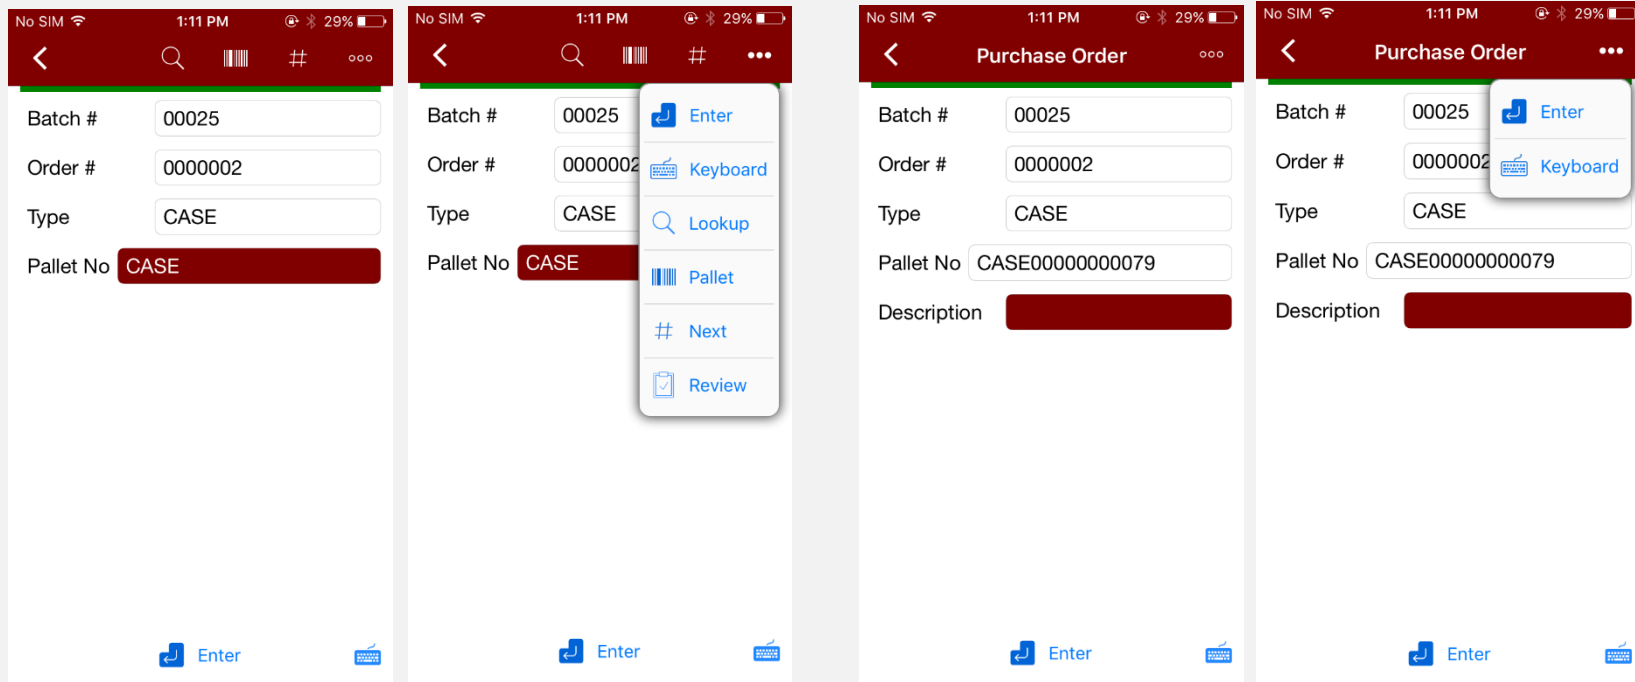 No SIM 1:11 PM 29%
#
Batch # 00025
Order # 0000002
Type CASE
Pallet No CASE
Enter
No SIM 1:11 PM 29%
#
Batch # 00025
Order # 0000002
Type CASE
Pallet No CASE
Enter
Keyboard
Lookup
Pallet
# Next
Review
Enter
No SIM 1:11 PM 29%
Purchase Order
Batch # 00025
Order # 0000002
Type CASE
Pallet No CASE00000000079
Description
Enter
No SIM 1:11 PM 29%
Purchase Order
Batch # 00025
Order # 0000002
Type CASE
Pallet No CASE00000000079
Description
Enter
Keyboard
Enter